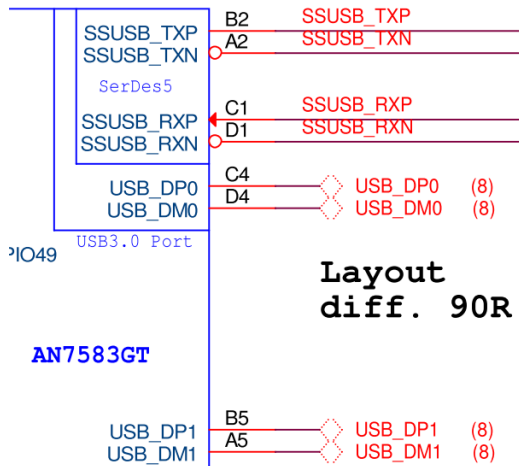 SSUSB_TXP B2 SSUSB_TXP
SSUSB_TXN A2
SerDes5
SSUSB_RXP C1 SSUSB_RXP
SSUSB_RXN D1 SSUSB_RXN
USB_DP0 C4 USB_DP0 (8)
USB_DM0 D4 USB_DM0 (8)
USB3.0 Port
PIO49
Layout
diff. 90R
AN7583GT
USB_DP1 B5 USB_DP1 (8)
USB_DM1 A5 USB_DM1 (8)